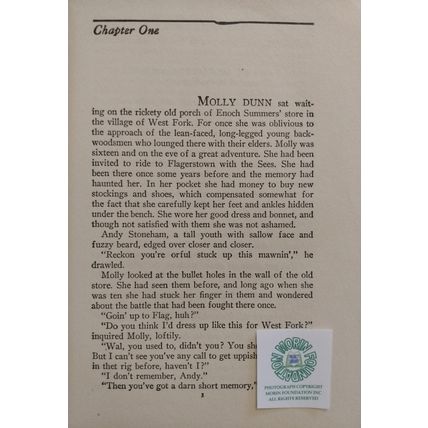 Chapter One
MOLLY DUNN sat wait-
ing on the rickety old porch of Enoch Summers' store in
the village of West Fork. For once she was oblivious to
the approach of the lean-faced, long-legged young back-
woodsmen who lounged there with their elders. Molly was
sixteen and on the eve of a great adventure. She had been
invited to ride to Flagerstown with the Sees. She had
been there once some years before and the memory had
haunted her. In her pocket she had money to buy new
stockings and shoes, which compensated somewhat for
the fact that she carefully kept her feet and ankles hidden
under the bench. She wore her good dress and bonnet, and
though not satisfied with them she was not ashamed.
Andy Stoneham, a tall youth with sallow face and
fuzzy beard, edged over closer and closer.
"Reckon you're orful stuck up this mawnin'," he
drawled.
Molly looked at the bullet holes in the wall of the old
store. She had seen them before, and long ago when she
was ten she had stuck her finger in them and wondered
about the battle that had been fought there once.
"Goin' up to Flag, huh?"
"Do you think I'd dress up like this for West Fork?"
inquired Molly, loftily.
"Wal, you used to, didn't you? You
But I can't see you've any call to get uppish
in thet rig before, haven't I?"
"I don't remember, Andy."
"Then you've got a darn short memory,"
1
MORIN FOUNDATION
PHOTOGRAPH COPYRIGHT
MORIN FOUNDATION INC
ALL RIGHTS RESERVED